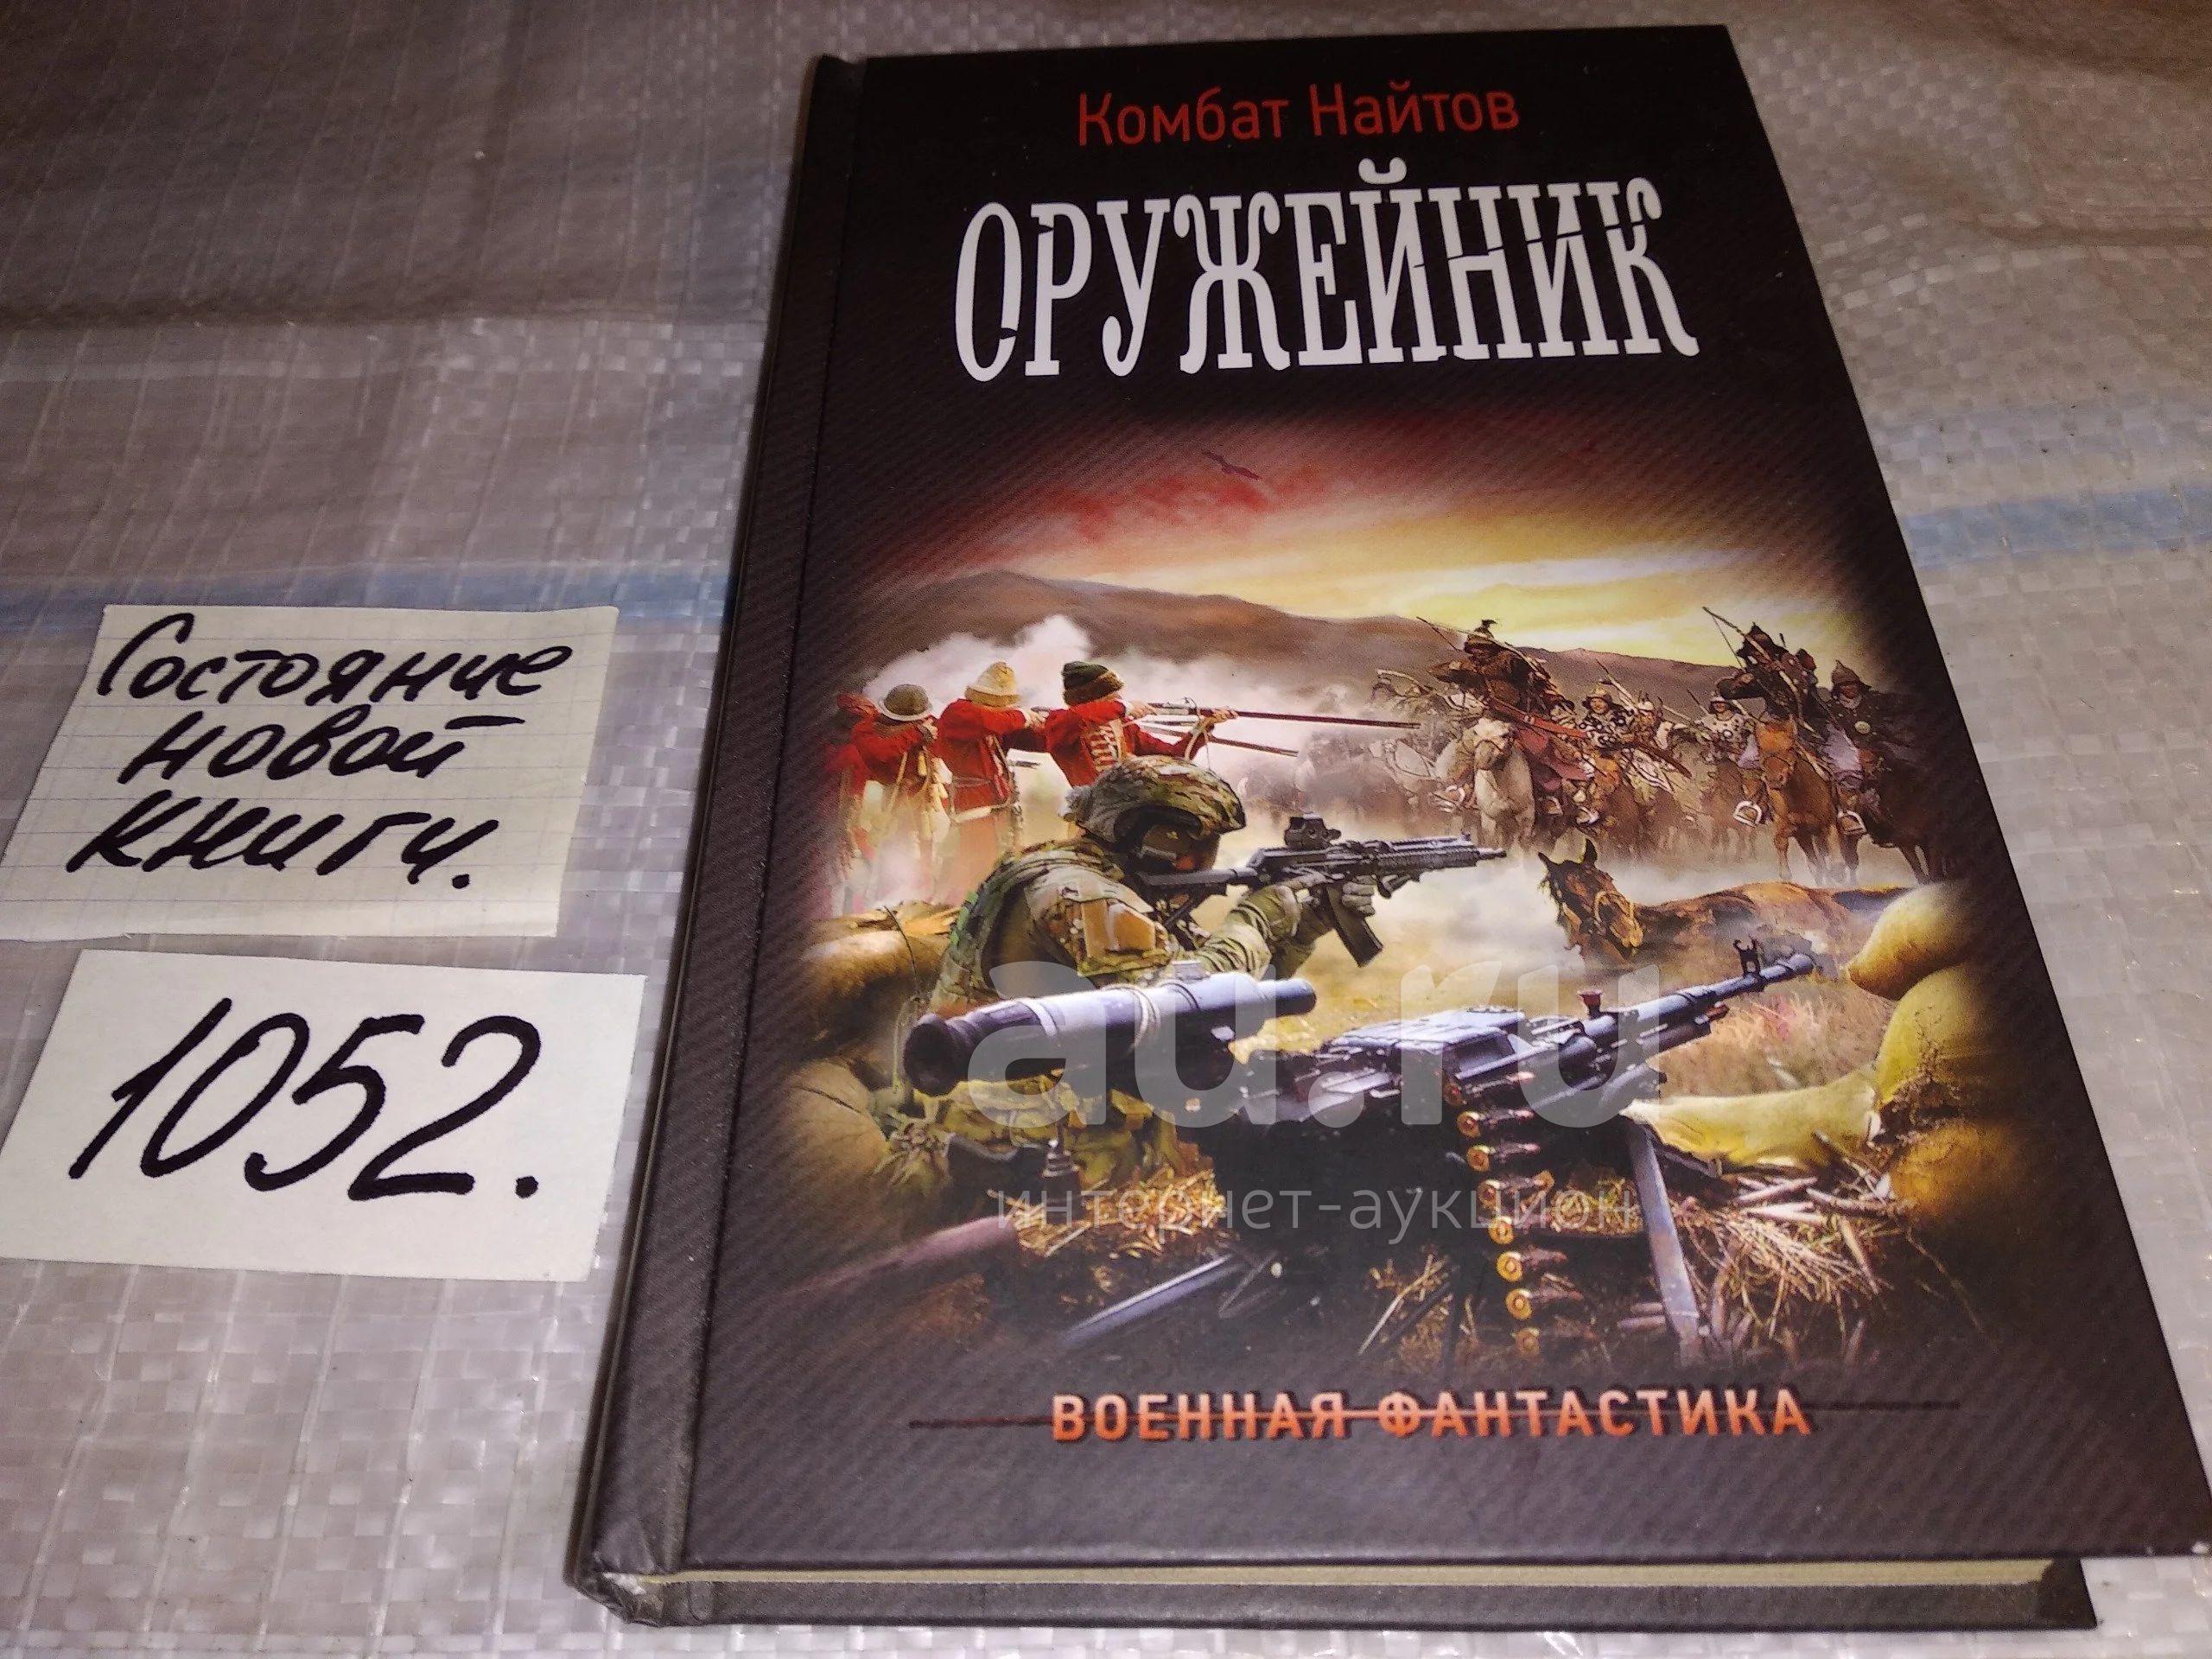 Комбат Найтов
ОРУЖЕЙНИК
Состояние
новой
книги.
1052.
au.ru
интернет-аукцион
ВОЕННАЯ ФАНТАСТИКА